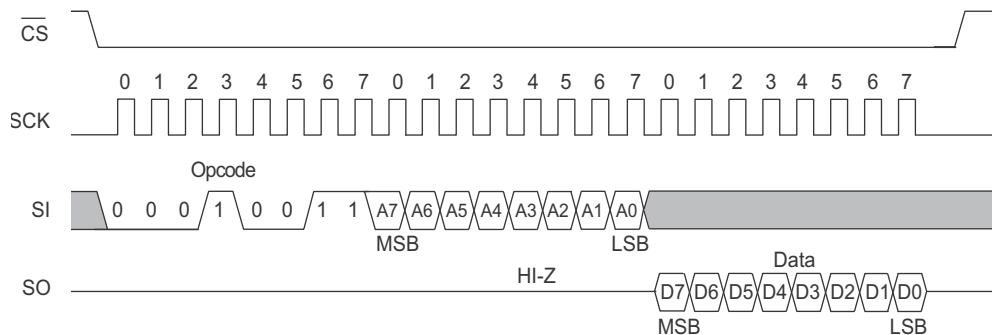 CS
0 1 2 3 4 5 6 7 0 1 2 3 4 5 6 7 0 1 2 3 4 5 6 7
SCK
Opcode
SI 0 0 0 1 0 0 1 1 A7 A6 A5 A4 A3 A2 A1 A0
MSB LSB
HI-Z Data
SO D7 D6 D5 D4 D3 D2 D1 D0
MSB LSB